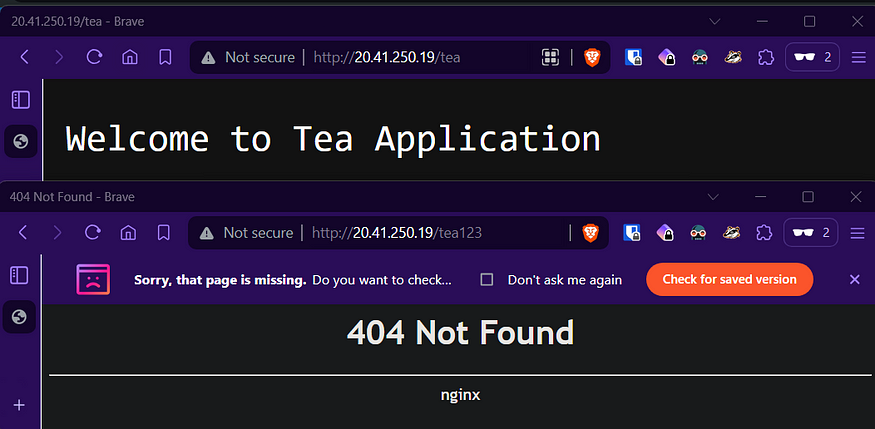 20.41.250.19/tea - Brave
Not secure | http://20.41.250.19/tea
2
Welcome to Tea Application
404 Not Found - Brave
Not secure | http://20.41.250.19/tea123
2
Sorry, that page is missing. Do you want to check... Don't ask me again Check for saved version
404 Not Found
nginx